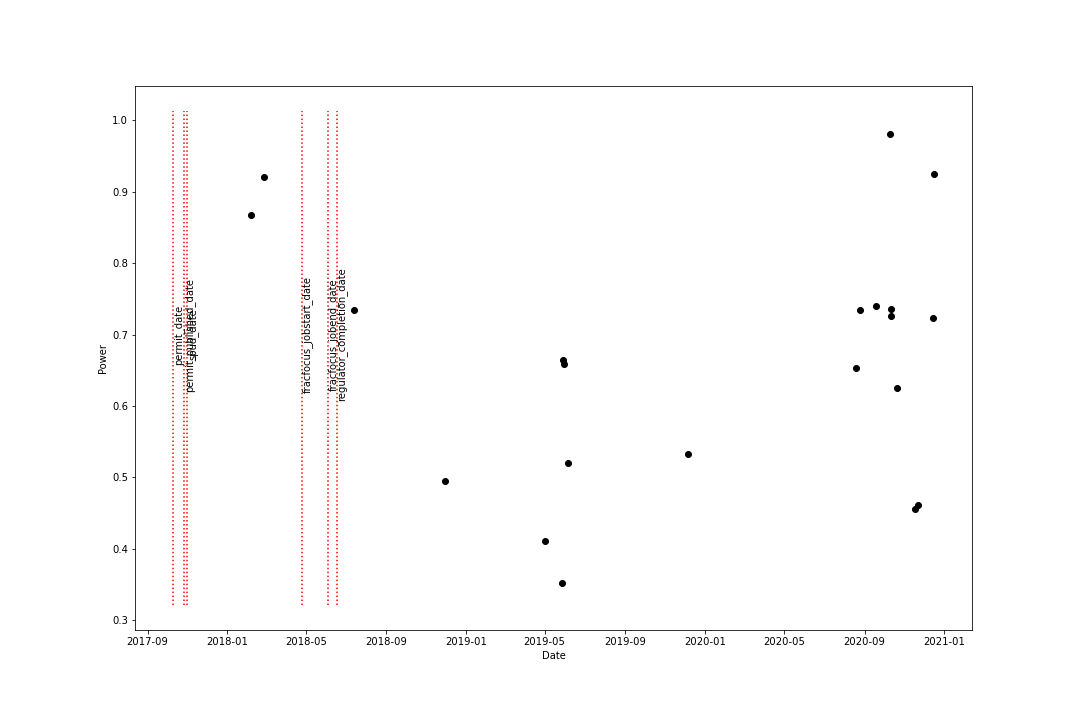 1.0
0.9
0.8
0.7
0.6
0.5
0.4
0.3
Power
permit_date
permit_published_date
spud_date
fracfocus_jobstart_date
fracfocus_jobend_date
regulator_completion_date
2017-09
2018-01
2018-05
2018-09
2019-01
2019-05
2019-09
2020-01
2020-05
2020-09
2021-01
Date